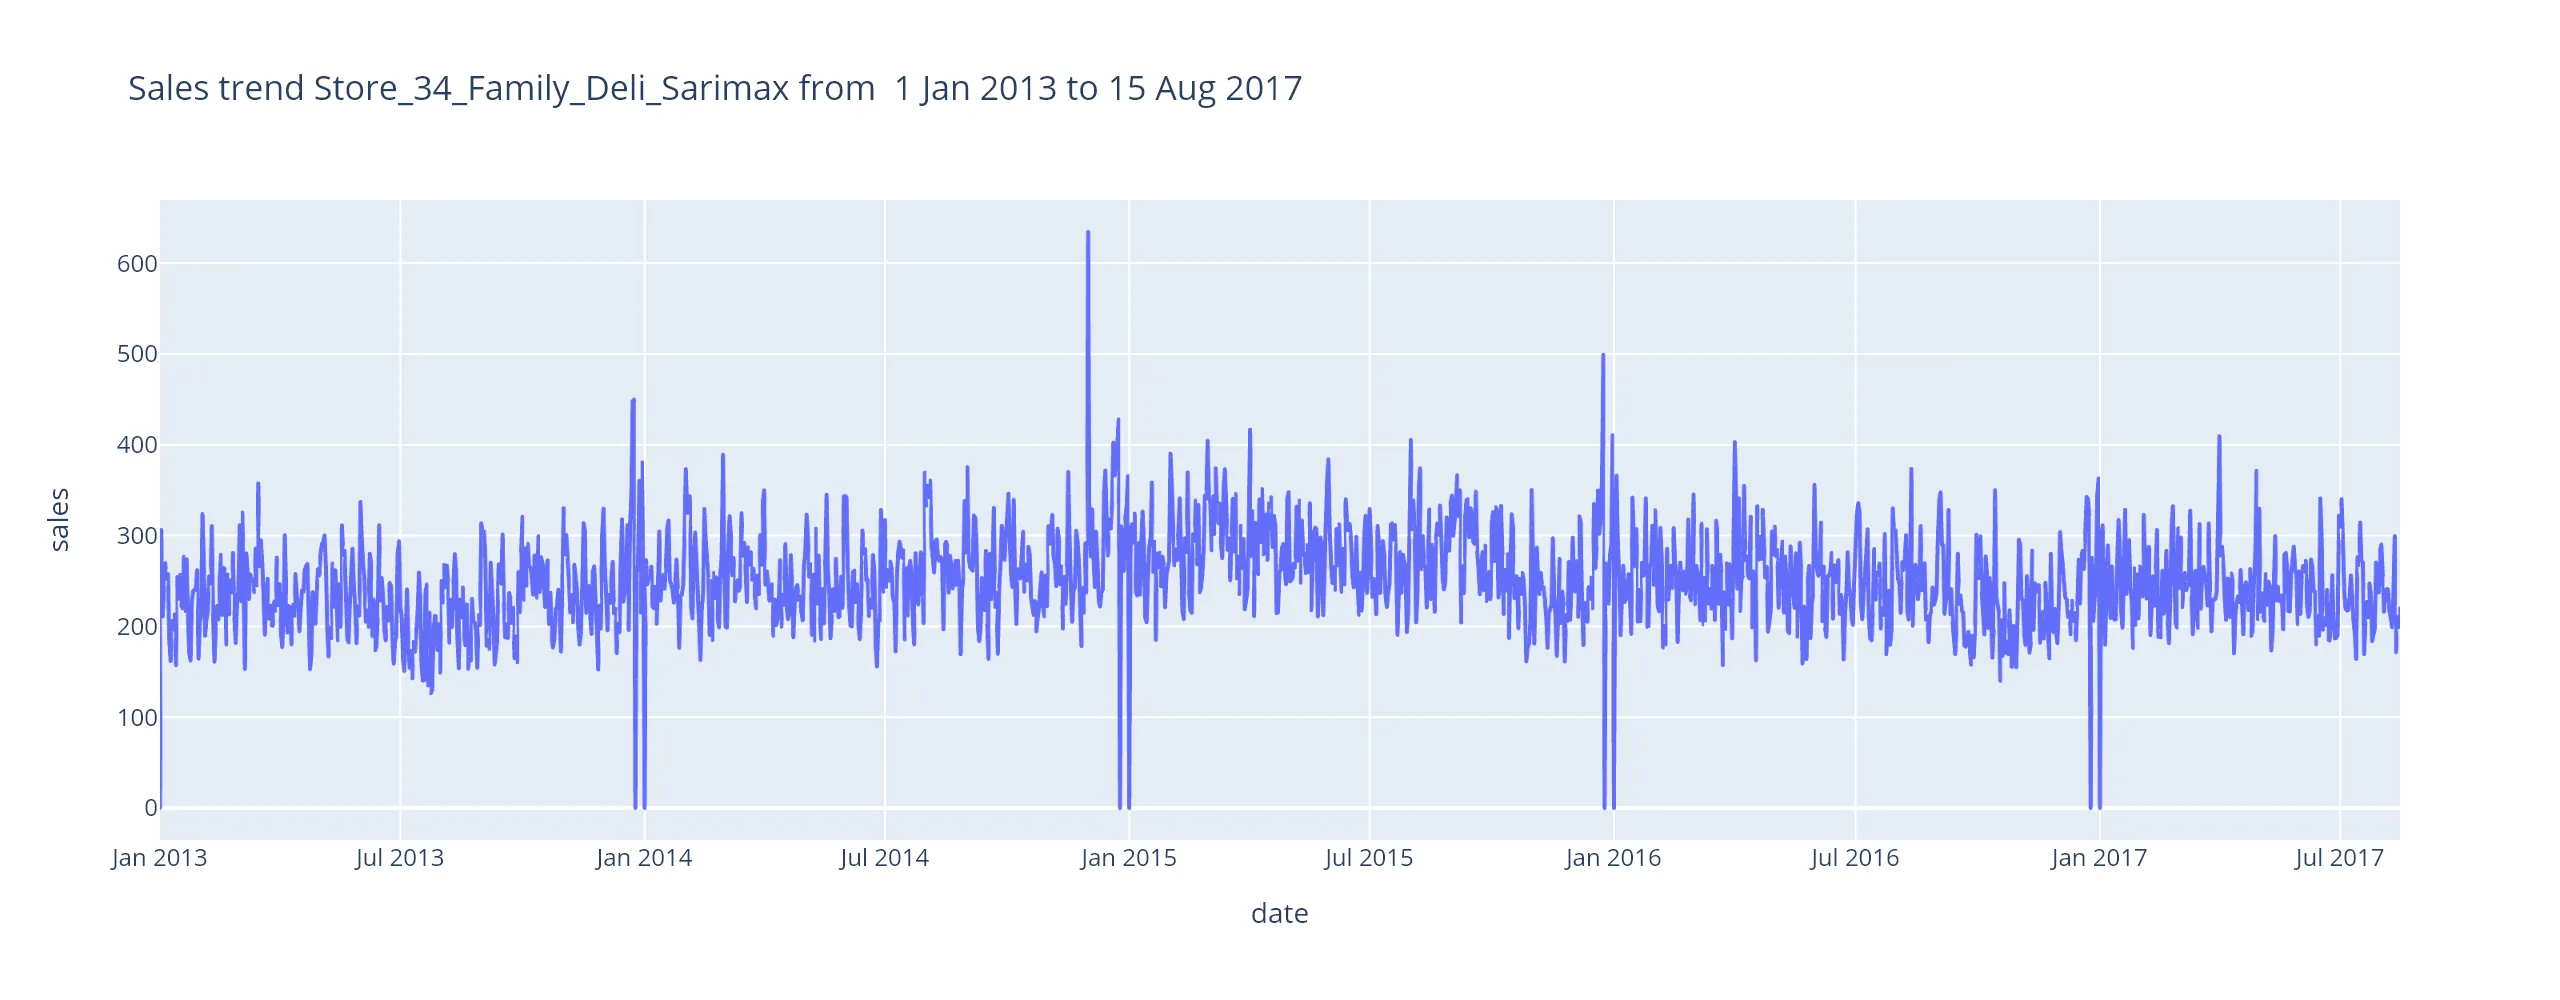 Sales trend Store_34_Family_Deli_Sarimax from  1 Jan 2013 to 15 Aug 2017
600
500
400
300
200
100
0
sales
Jan 2013 Jul 2013 Jan 2014 Jul 2014 Jan 2015 Jul 2015 Jan 2016 Jul 2016 Jan 2017 Jul 2017
date